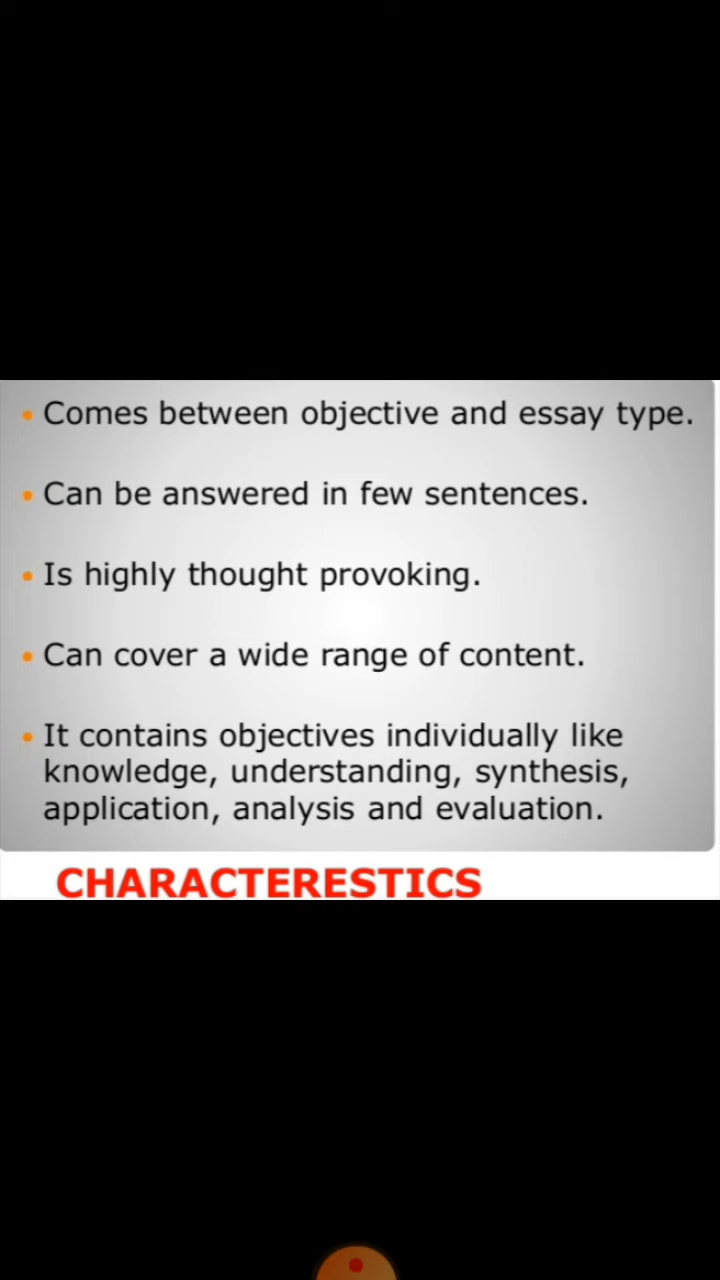 • Comes between objective and essay type.
• Can be answered in few sentences.
• Is highly thought provoking.
• Can cover a wide range of content.
• It contains objectives individually like
knowledge, understanding, synthesis,
application, analysis and evaluation.
CHARACTERESTICS